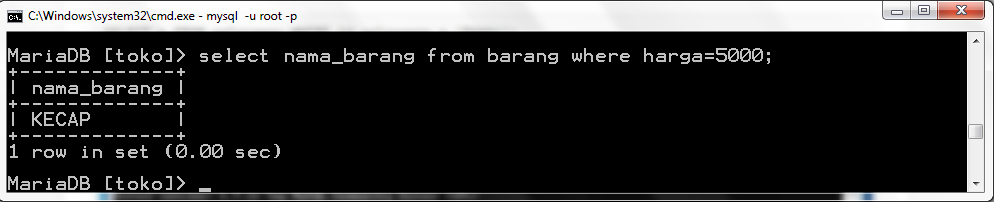 C:\Windows\system32\cmd.exe - mysql  -u root -p
MariaDB [toko]> select nama_barang from barang where harga=5000;
+-------------+
| nama_barang |
+-------------+
| KECAP       |
+-------------+
1 row in set (0.00 sec)
MariaDB [toko]> _